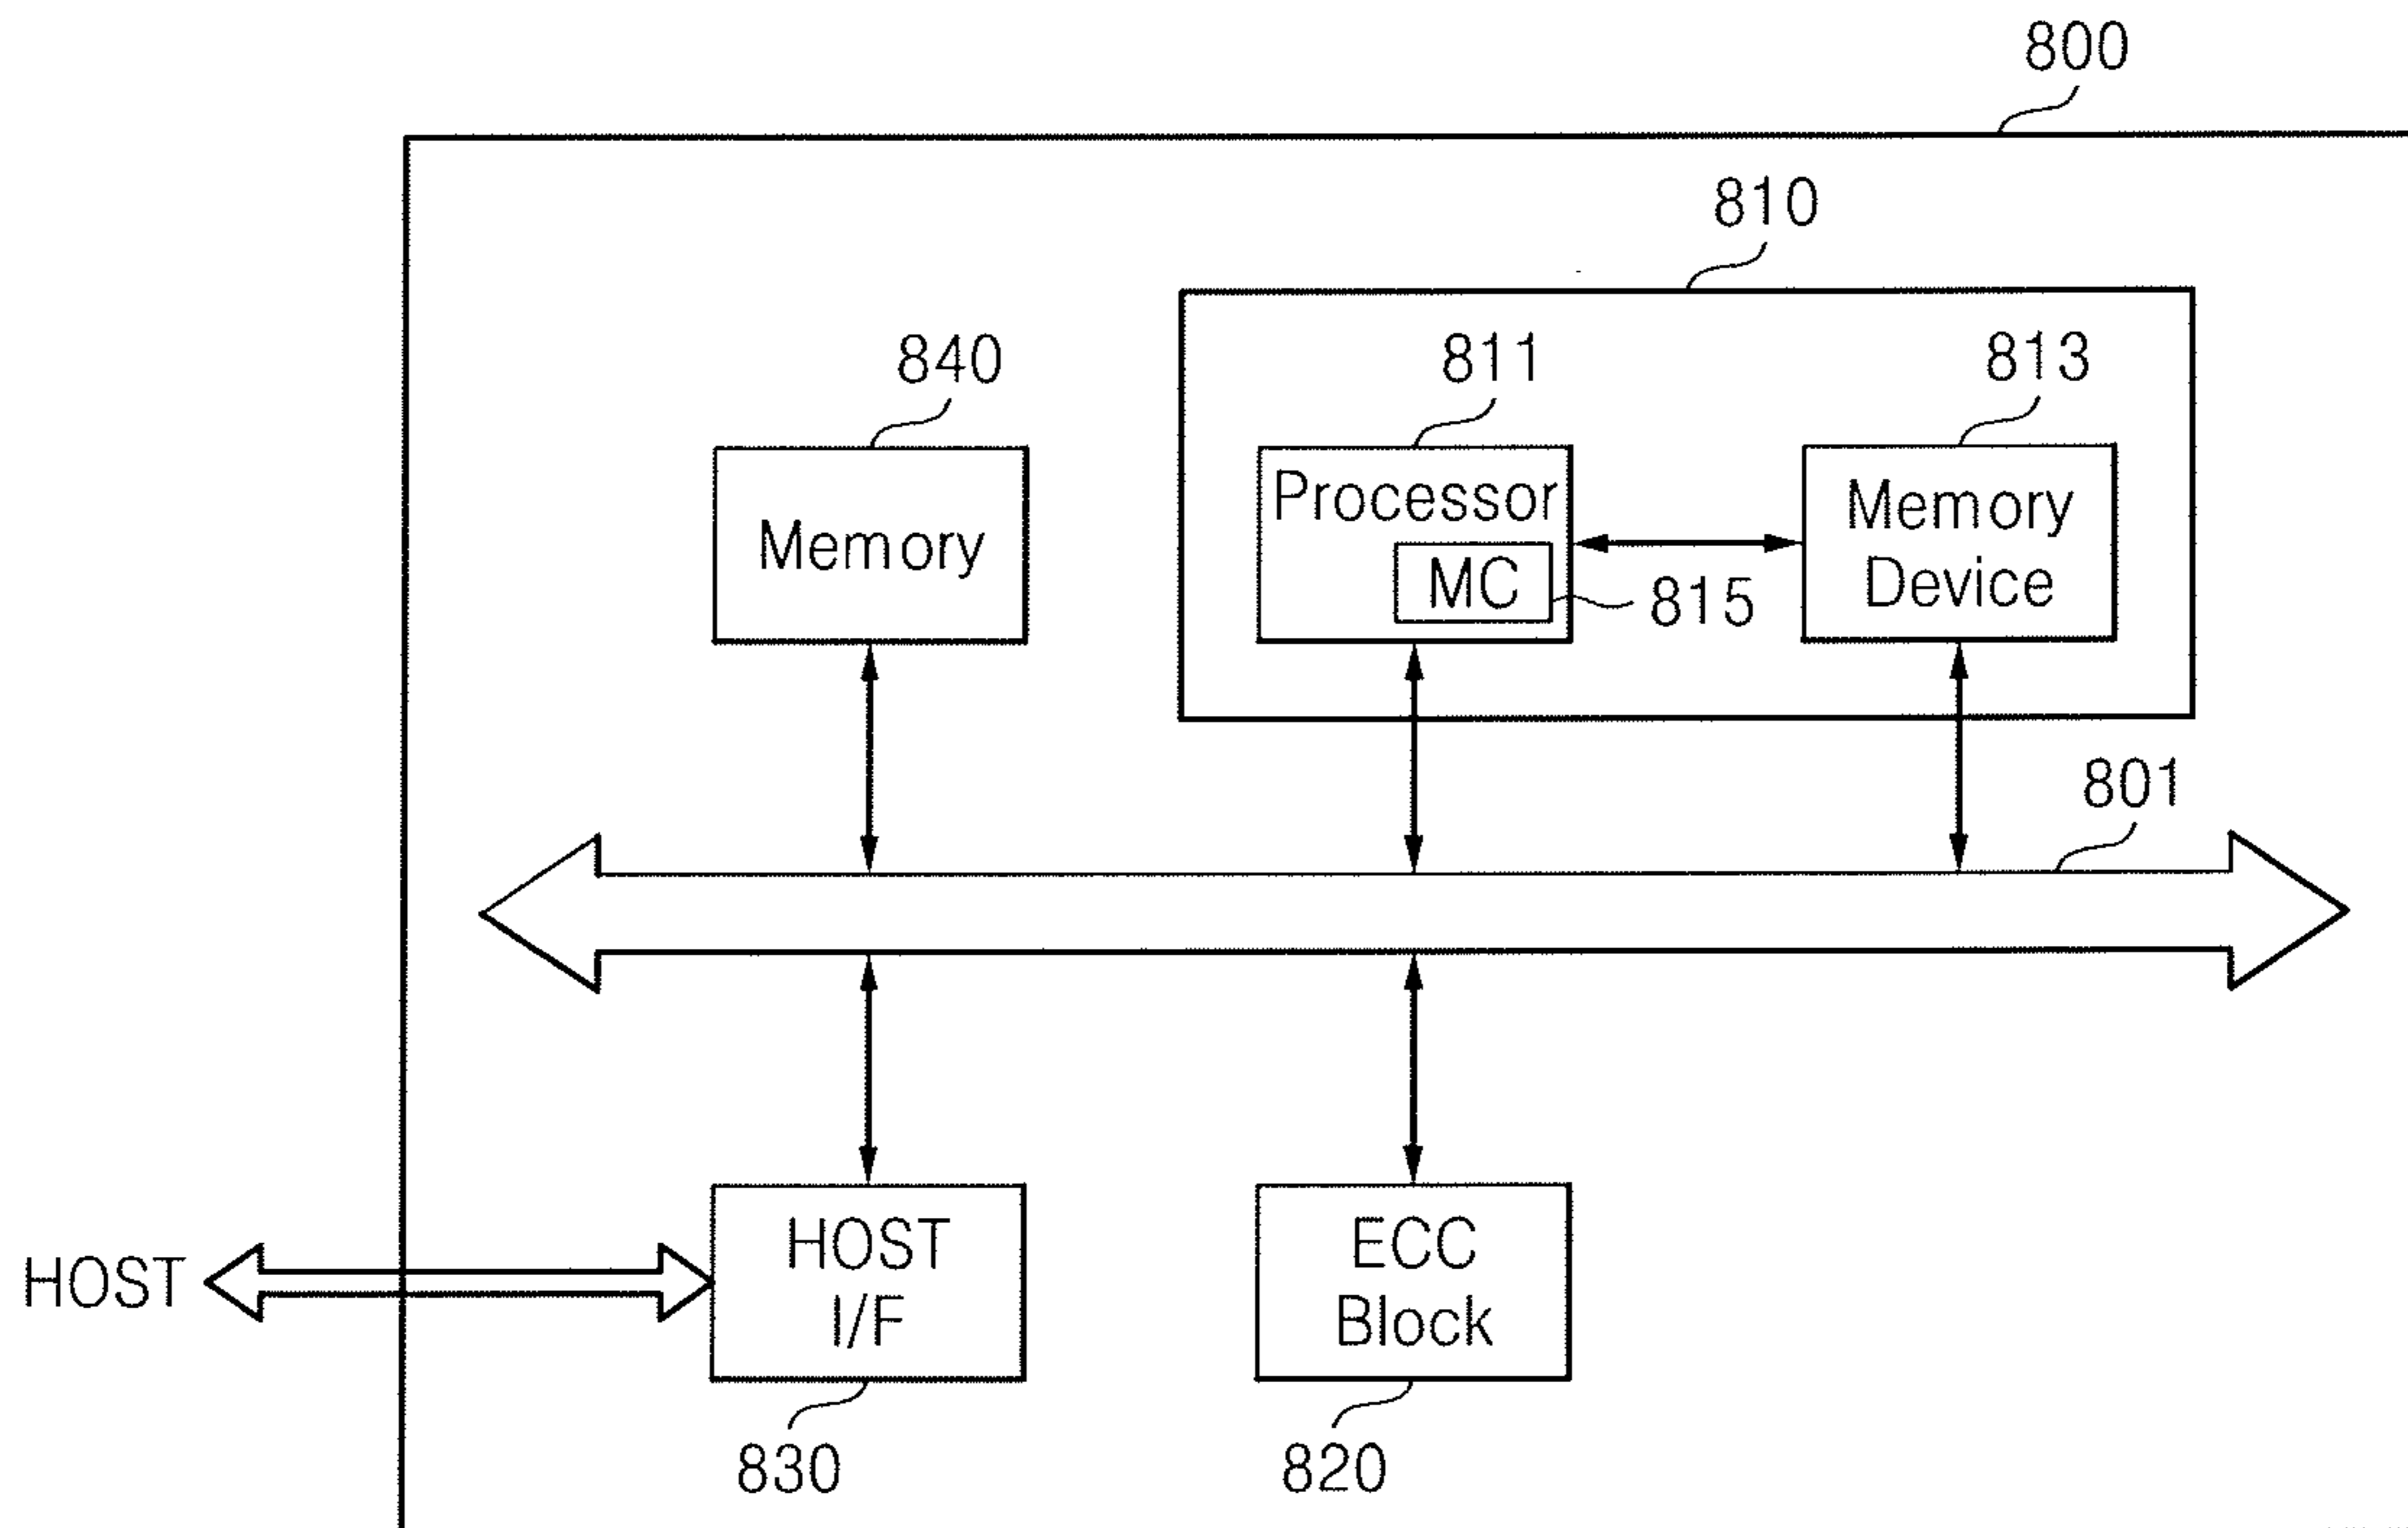 800
810
840
811
813
Memory
Processor
MC
815
Memory
Device
801
HOST
HOST
I/F
ECC
Block
830
820